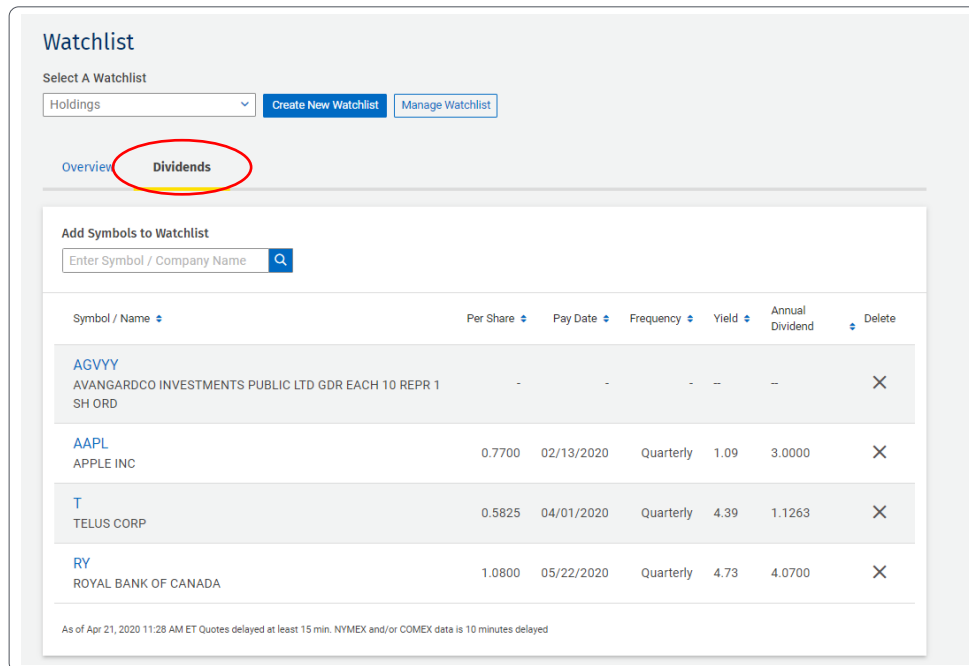 Watchlist
Select A Watchlist
Holdings Create New Watchlist Manage Watchlist
Overview Dividends
Add Symbols to Watchlist
Enter Symbol / Company Name
Symbol / Name Per Share Pay Date Frequency Yield Annual Dividend Delete
AGVYY
AVANGARDCO INVESTMENTS PUBLIC LTD GDR EACH 10 REPR 1 - - - -- --
SH ORD
AAPL
APPLE INC 0.7700 02/13/2020 Quarterly 1.09 3.0000
T
TELUS CORP 0.5825 04/01/2020 Quarterly 4.39 1.1263
RY
ROYAL BANK OF CANADA 1.0800 05/22/2020 Quarterly 4.73 4.0700
As of Apr 21, 2020 11:28 AM ET Quotes delayed at least 15 min. NYMEX and/or COMEX data is 10 minutes delayed